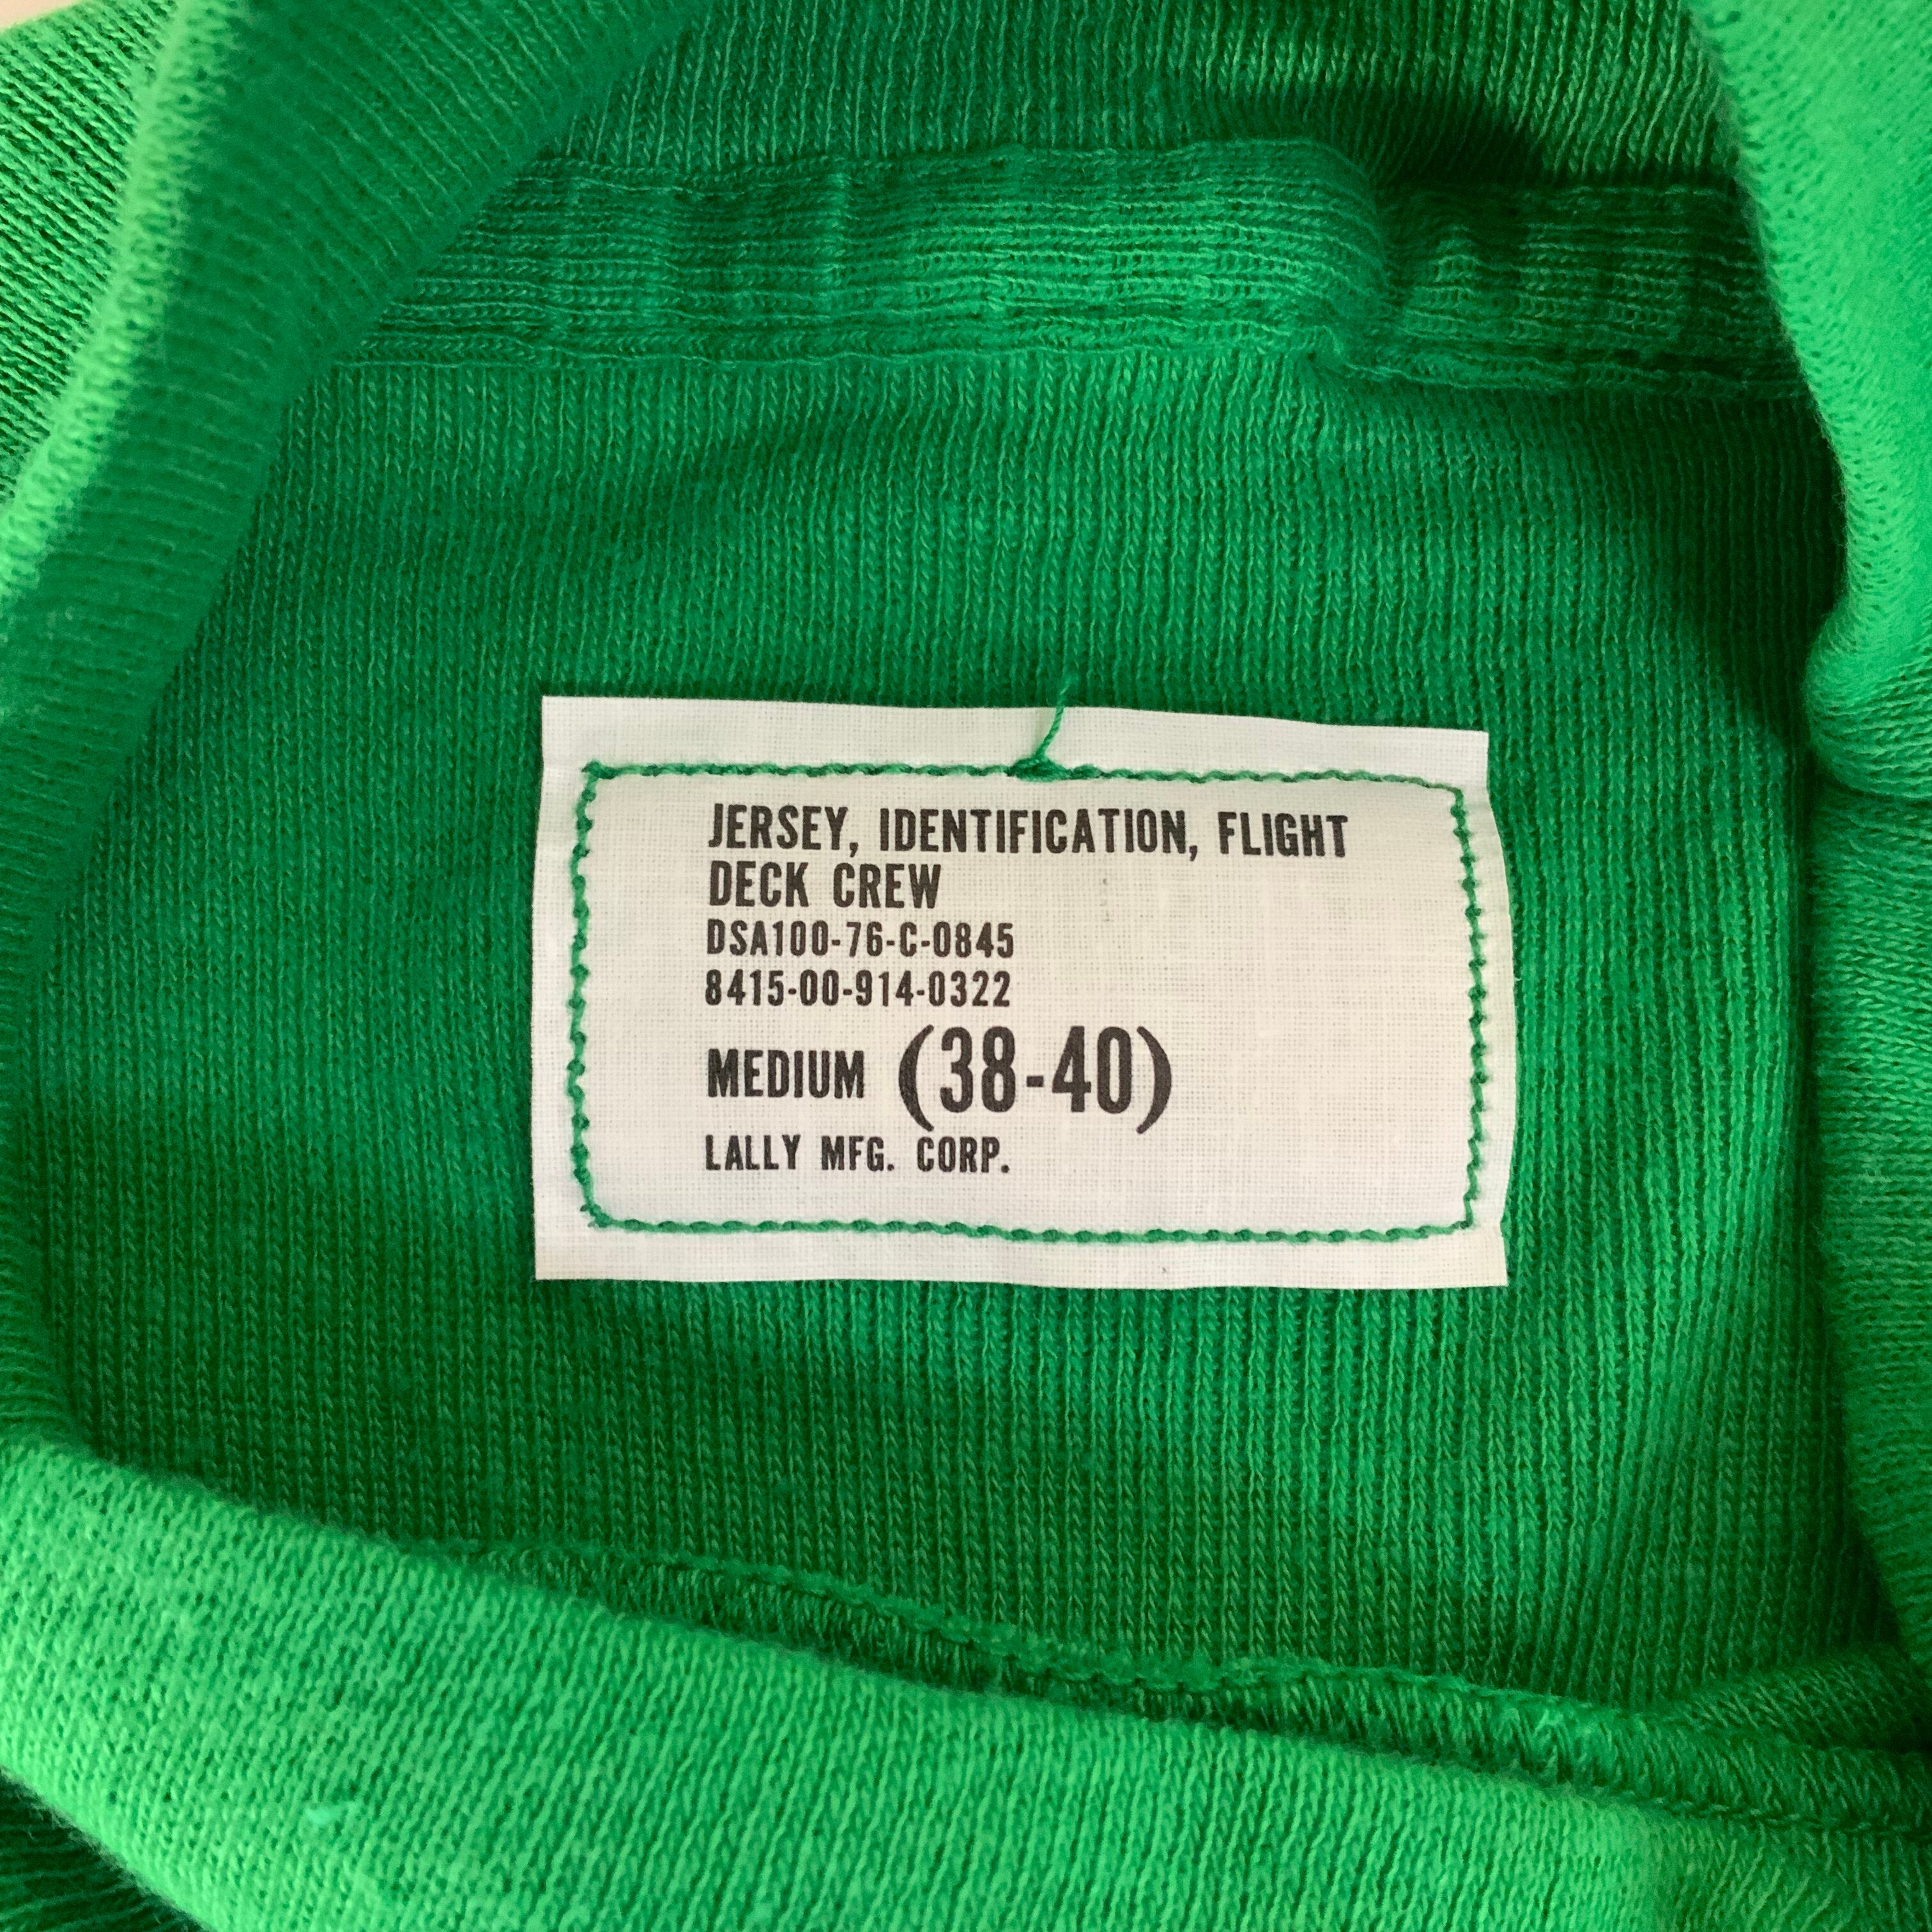 JERSEY, IDENTIFICATION, FLIGHT
DECK CREW
DSA100-76-C-0845
8415-00-914-0322
MEDIUM (38-40)
LALLY MFG. CORP.